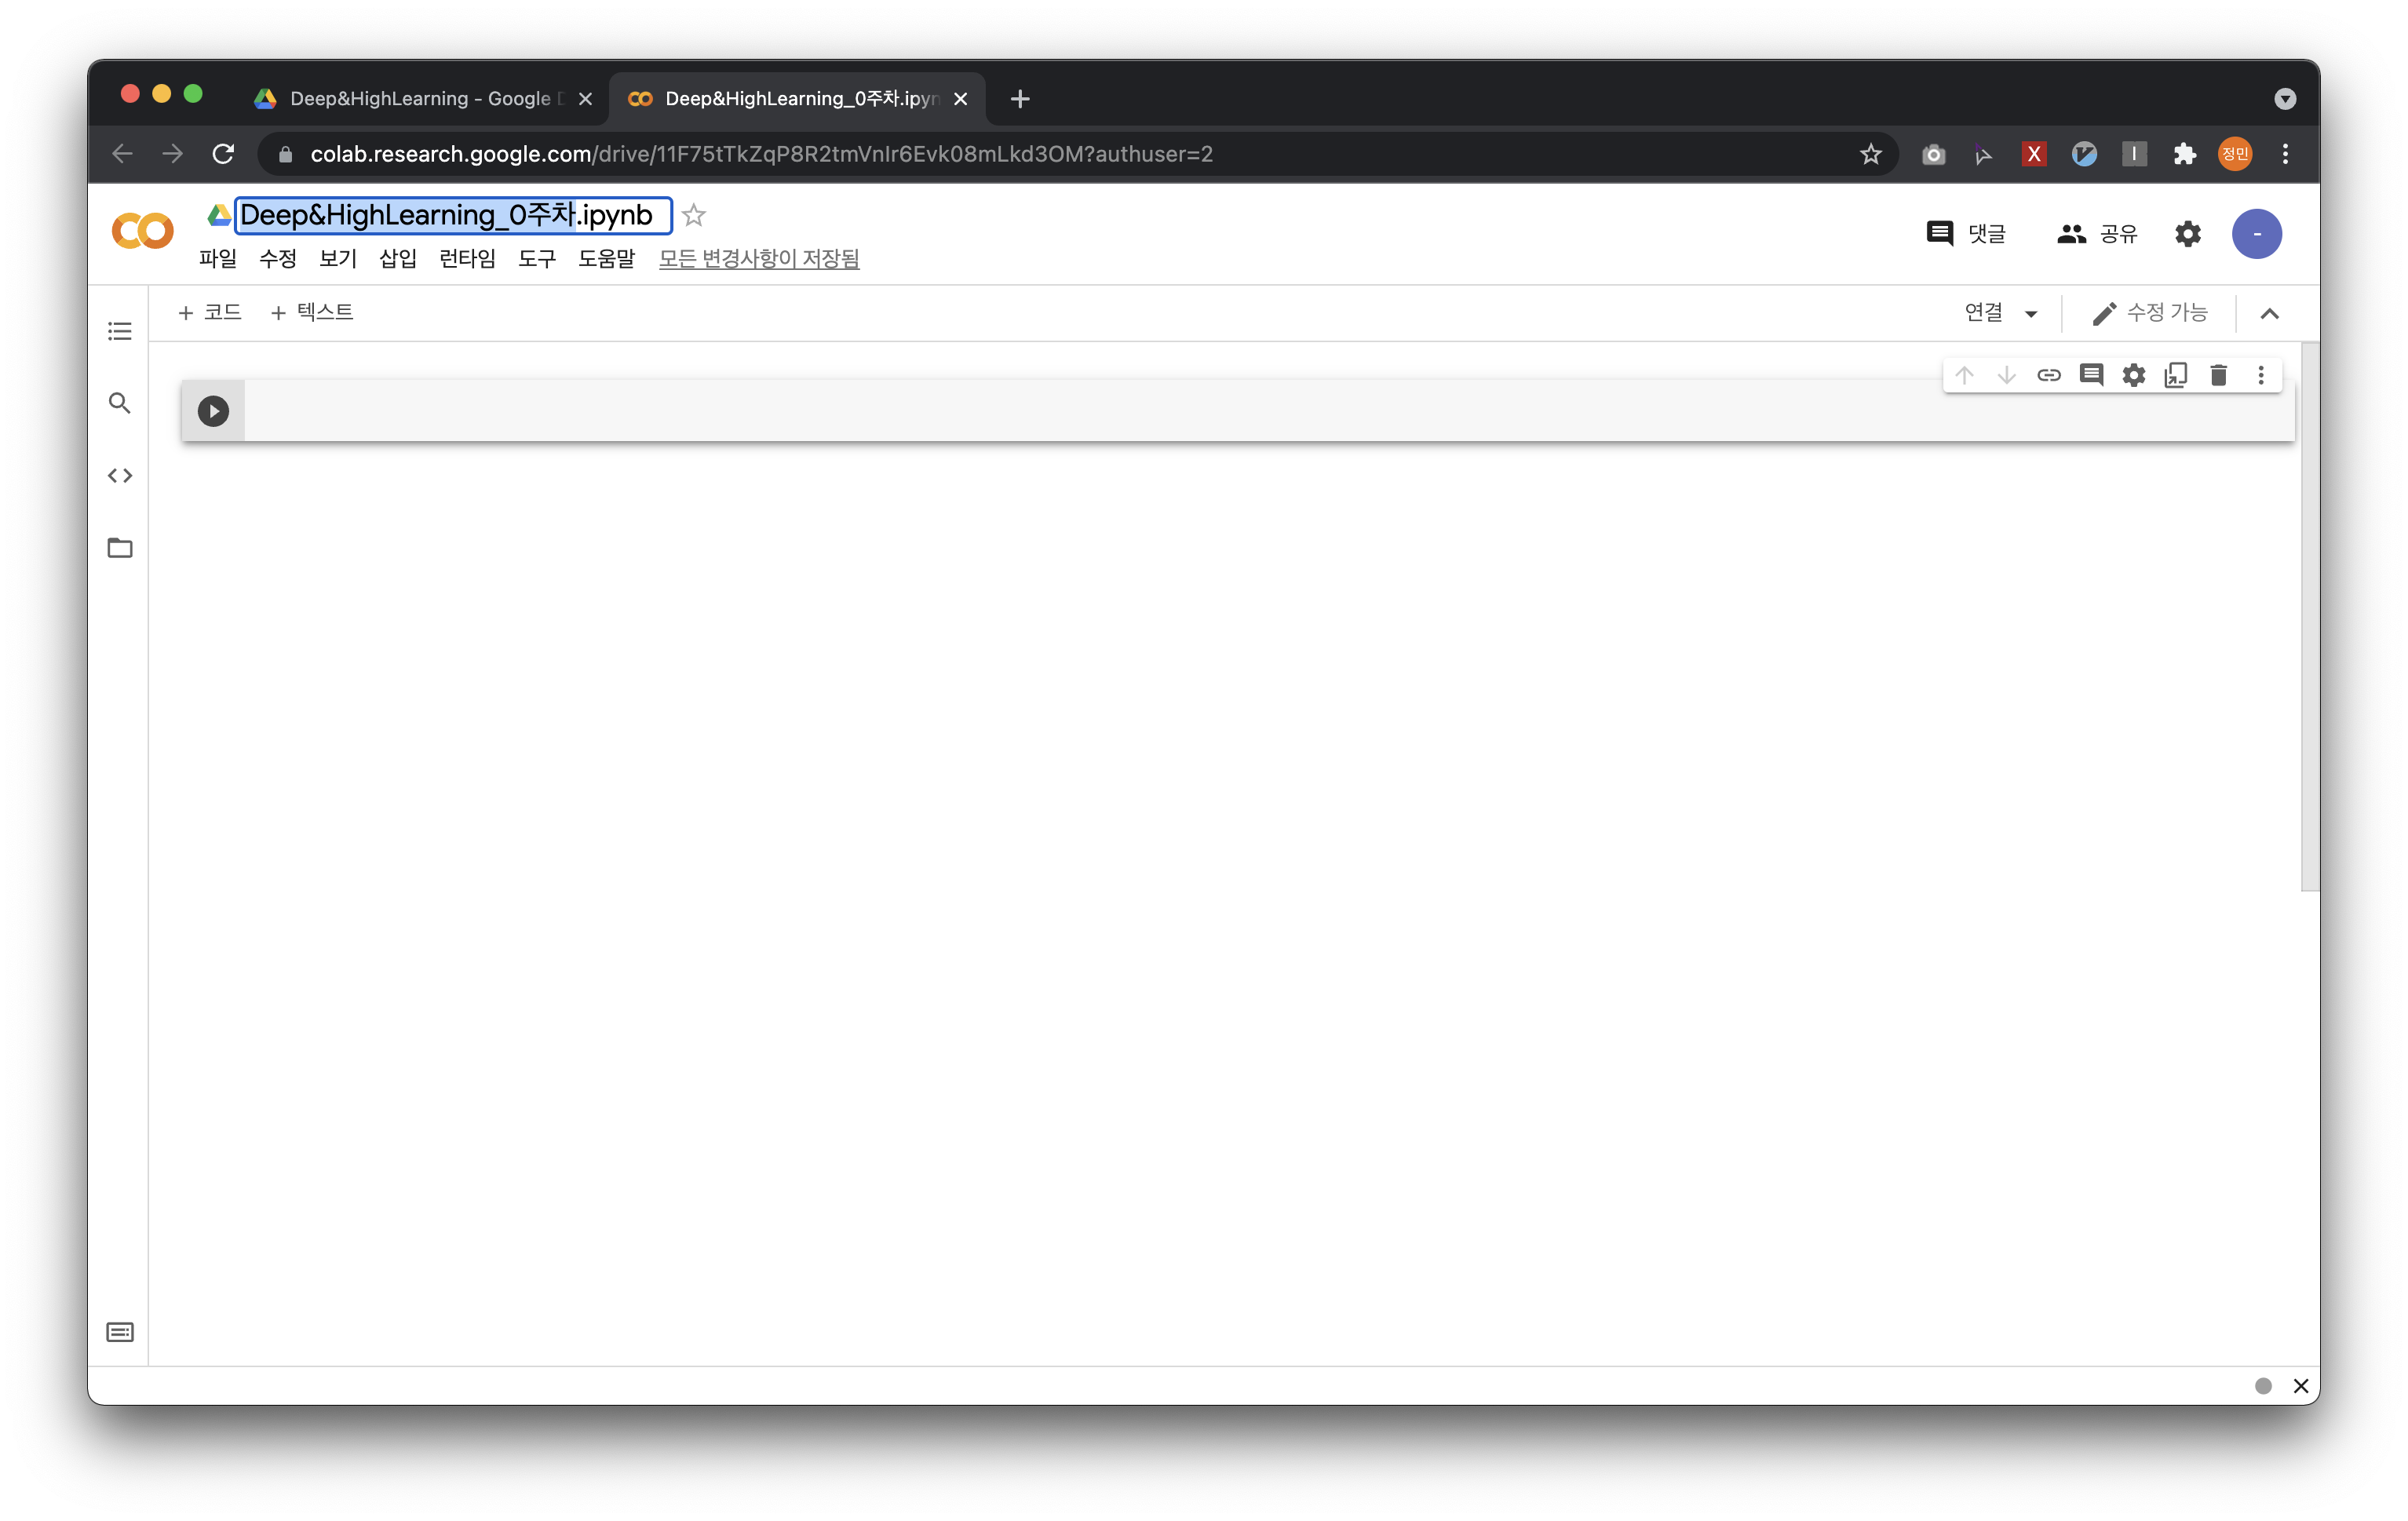 Deep&HighLearning - Google
Deep&HighLearning_0주차.ipyn
colab.research.google.com/drive/11F75tTkZqP8R2tmVnIr6Evk08mLkd3OM?authuser=2
X
I
정민
Deep&HighLearning_0주차.ipynb
댓글
공유
-
파일 수정 보기 삽입 런타임 도구 도움말 모든 변경사항이 저장됨
+ 코드 + 텍스트
연결
수정 가능